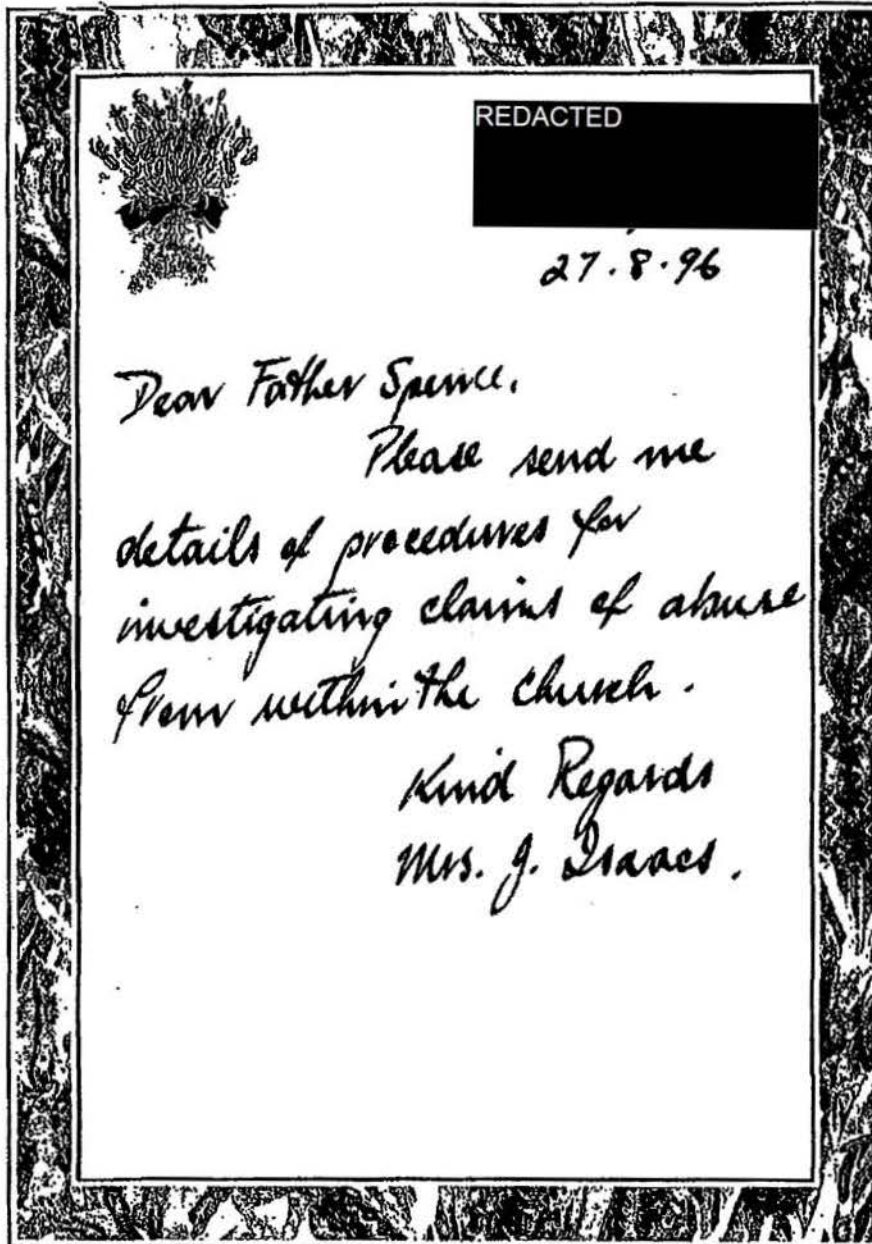 REDACTED
27.8.96
Dear Father Spence,
Please send me
details of procedures for
investigating claims of abuse
from within the church.
Kind Regards
Mrs. J. Isaacs.